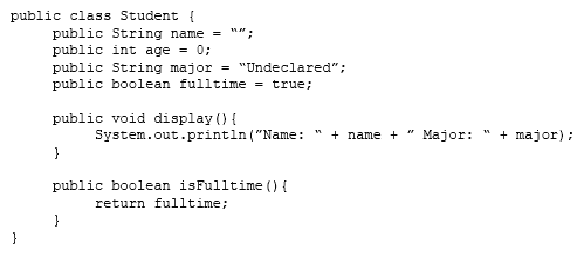 public class Student {
public String name = “”;
public int age = 0;
public String major = “Undeclared”;
public boolean fulltime = true;
public void display(){
System.out.println(”Name: “ + name + ” Major: “ + major);
}
public boolean isFulltime(){
return fulltime;
}
}